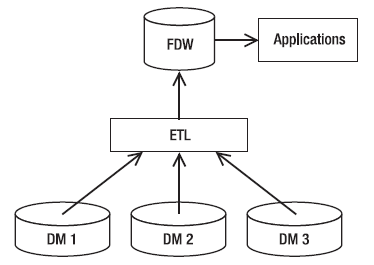 FDW
Applications
ETL
DM 1
DM 2
DM 3